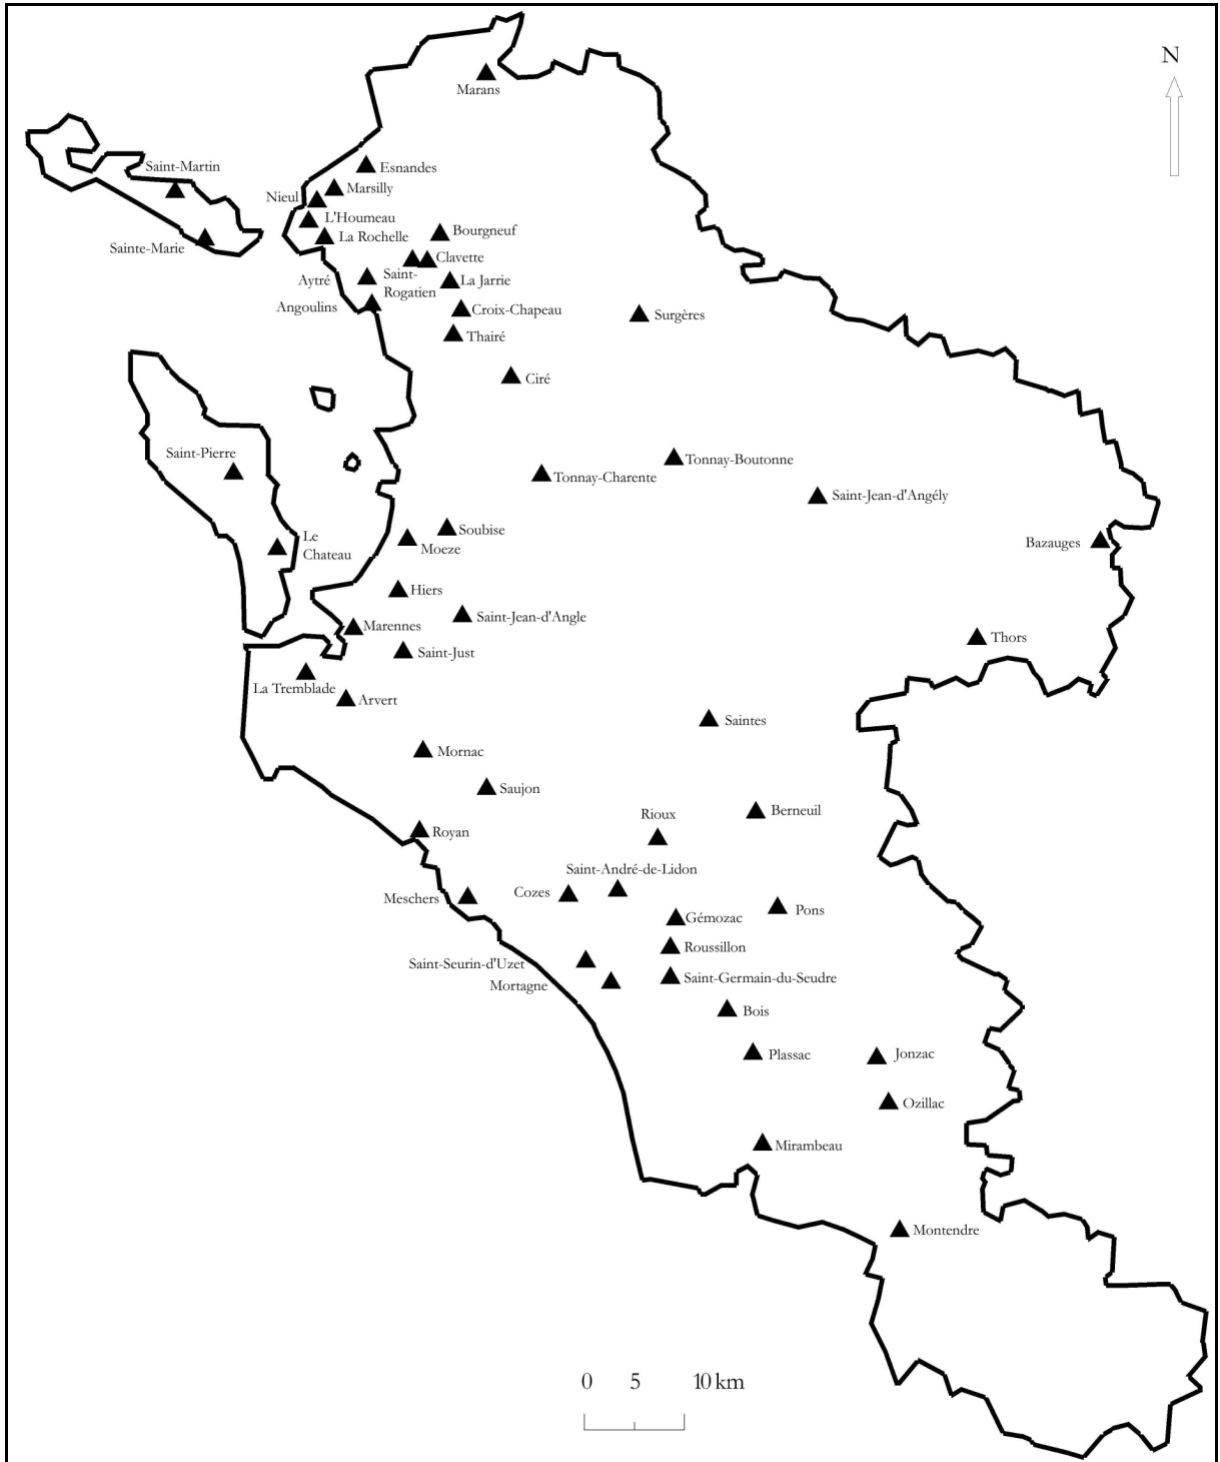 N
Marans
Saint-Martin
Esnandes
Marsilly
Nieul
L'Houmeau
Bourgneuf
La Rochelle
Sainte-Marie
Clavette
Aytré
Saint-
Rogatien
La Jarrie
Angoulins
Croix-Chapeau
Surgères
Thairé
Ciré
Saint-Pierre
Tonnay-Boutonne
Tonnay-Charente
Saint-Jean-d'Angély
Soubise
Le
Chateau
Moeze
Bazauges
Hiers
Saint-Jean-d'Angle
Marennes
Thors
Saint-Just
La Tremblade
Arvert
Saintes
Mornac
Saujon
Rioux
Berneuil
Royan
Saint-André-de-Lidon
Meschers
Cozes
Pons
Gémozac
Roussillon
Saint-Seurin-d'Uzet
Saint-Germain-du-Seudre
Mortagne
Bois
Plassac
Jonzac
Ozillac
Mirambeau
Montendre
0 5 10 km